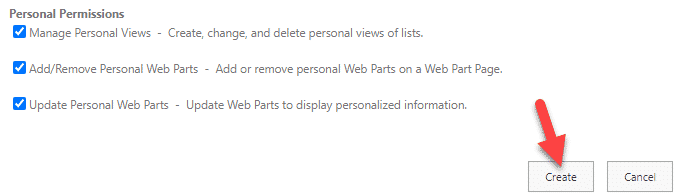 Personal Permissions
Manage Personal Views - Create, change, and delete personal views of lists.
Add/Remove Personal Web Parts - Add or remove personal Web Parts on a Web Part Page.
Update Personal Web Parts - Update Web Parts to display personalized information.
Create Cancel